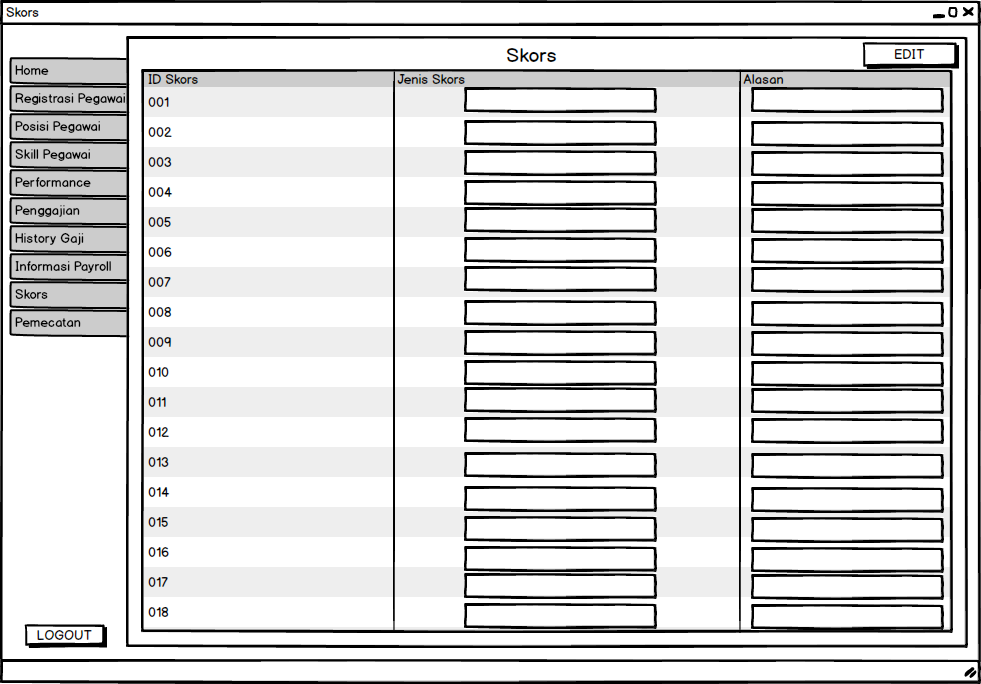 Skors
Skors
EDIT
Home
Registrasi Pegawai
Posisi Pegawai
Skill Pegawai
Performance
Penggajian
History Gaji
Informasi Payroll
Skors
Pemecatan
LOGOUT
ID Skors Jenis Skors Alasan
001
002
003
004
005
006
007
008
009
010
011
012
013
014
015
016
017
018